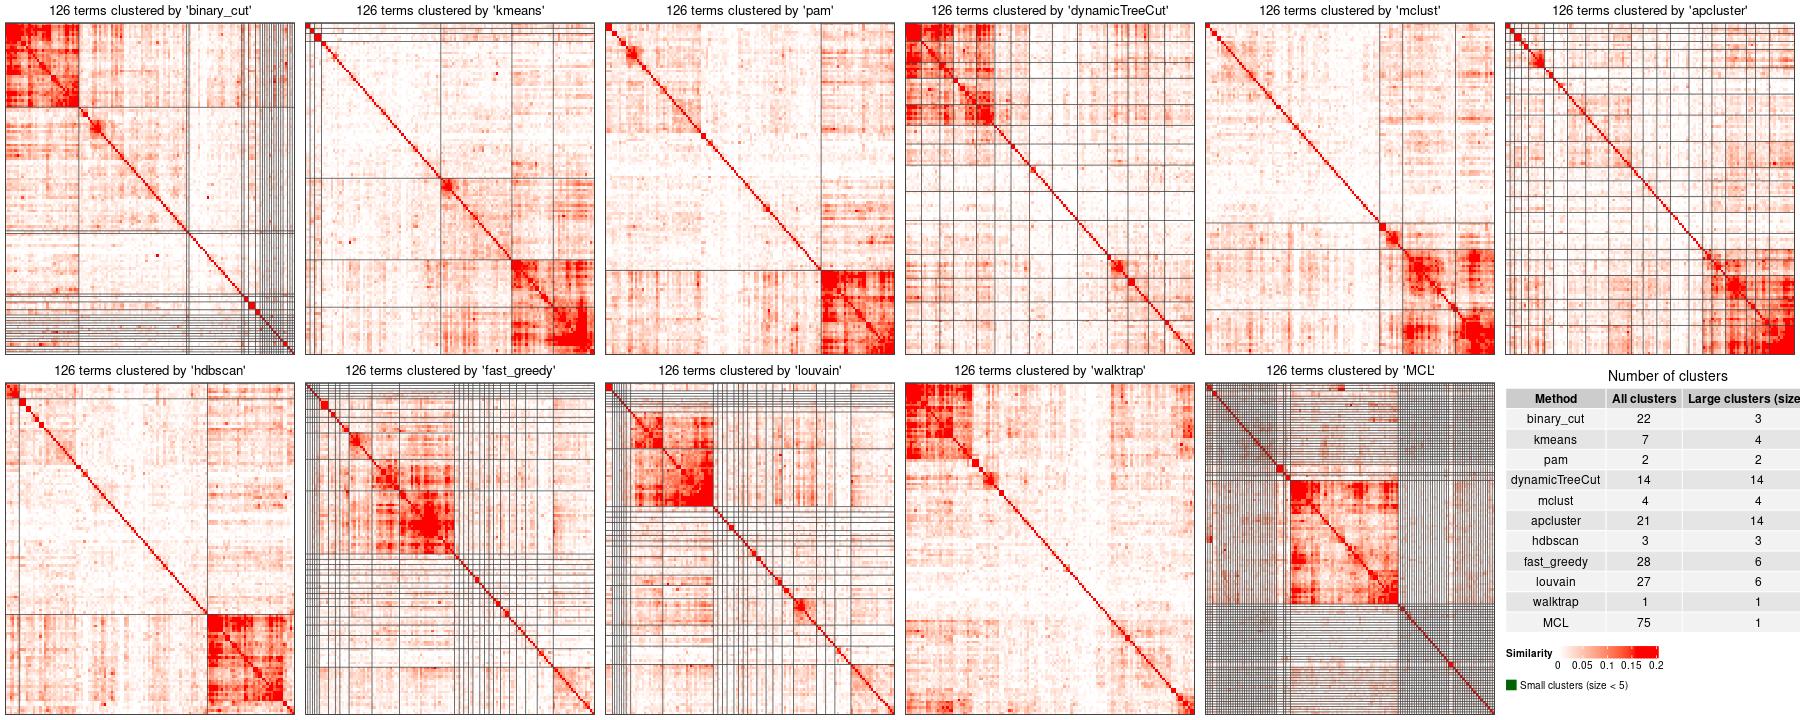 126 terms clustered by 'binary_cut'
126 terms clustered by 'kmeans'
126 terms clustered by 'pam'
126 terms clustered by 'dynamicTreeCut'
126 terms clustered by 'mclust'
126 terms clustered by 'apcluster'
126 terms clustered by 'hdbscan'
126 terms clustered by 'fast_greedy'
126 terms clustered by 'louvain'
126 terms clustered by 'walktrap'
126 terms clustered by 'MCL'
Number of clusters
Method All clusters Large clusters (size
binary_cut 22 3
kmeans 7 4
pam 2 2
dynamicTreeCut 14 14
mclust 4 4
apcluster 21 14
hdbscan 3 3
fast_greedy 28 6
louvain 27 6
walktrap 1 1
MCL 75 1
Similarity
0 0.05 0.1 0.15 0.2
Small clusters (size < 5)